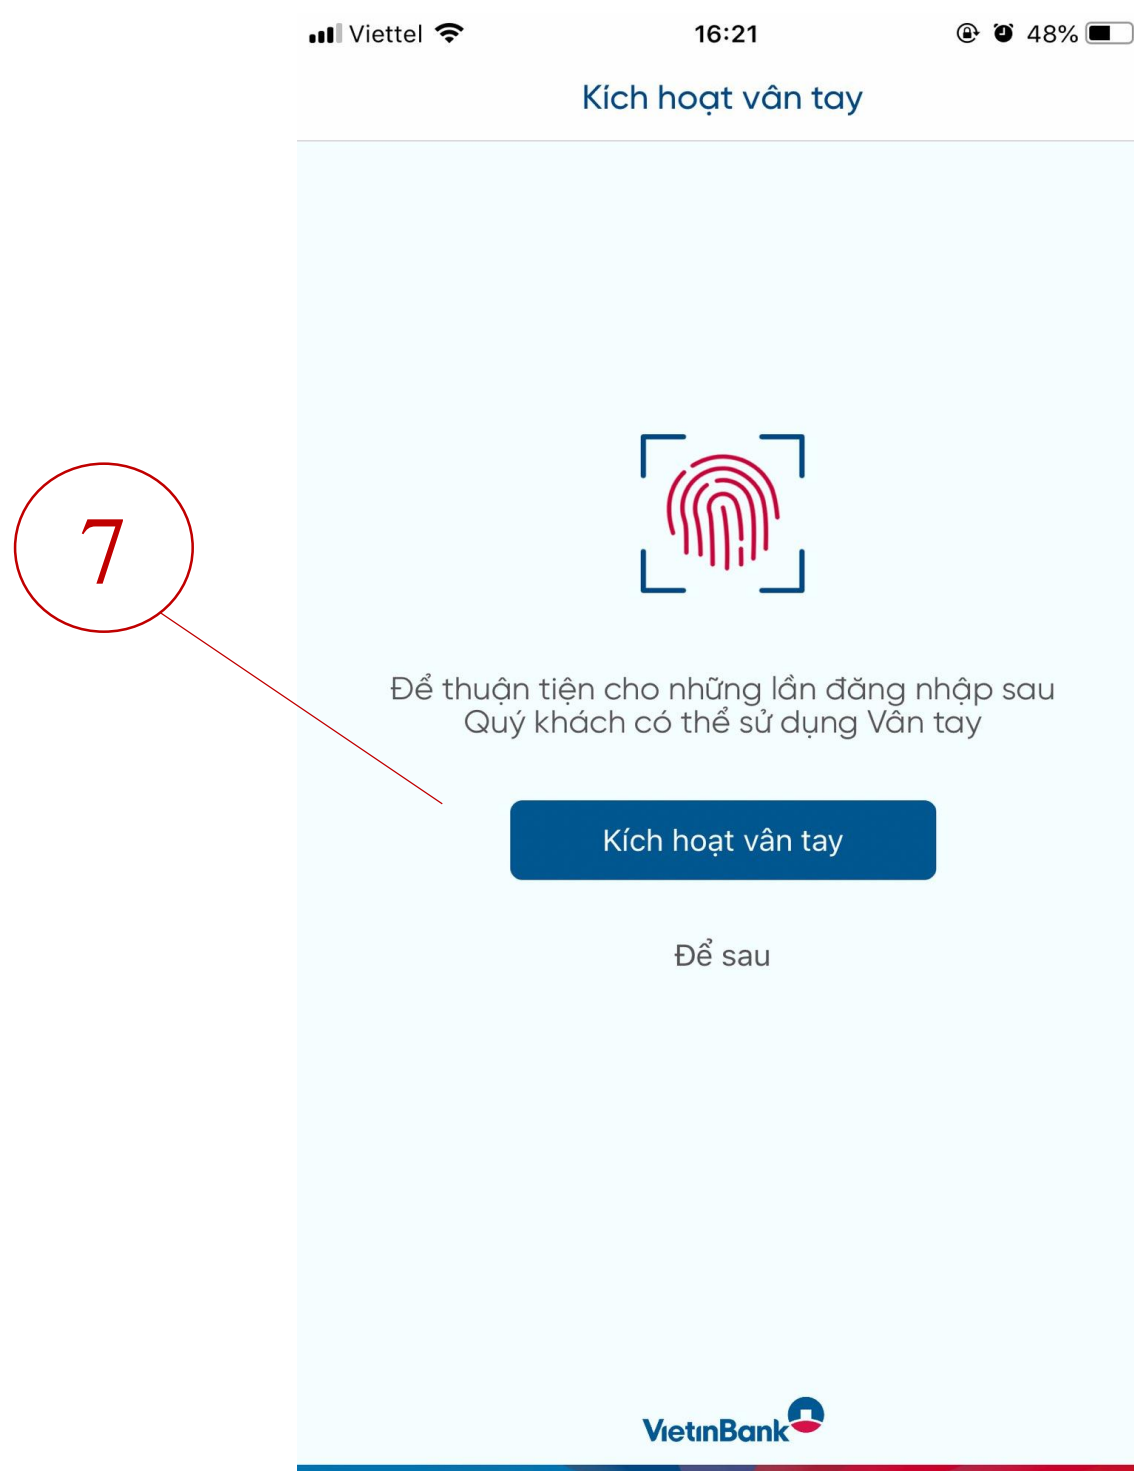 Viettel 16:21 48%
Kích hoạt vân tay
7
Để thuận tiện cho những lần đăng nhập sau
Quý khách có thể sử dụng Vân tay
Kích hoạt vân tay
Để sau
VietinBank